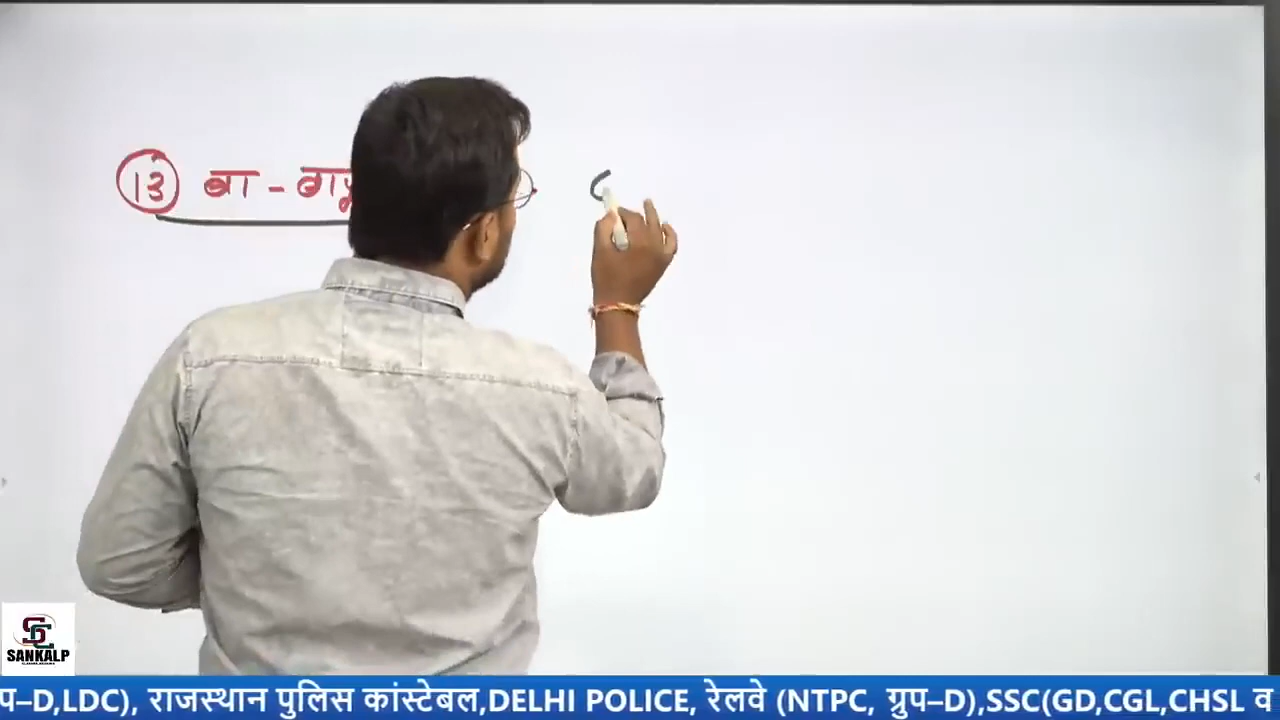 13 बा -
SANKALP
प–D,LDC), राजस्थान पुलिस कांस्टेबल,DELHI POLICE, रेलवे (NTPC, ग्रुप–D),SSC(GD,CGL,CHSL व